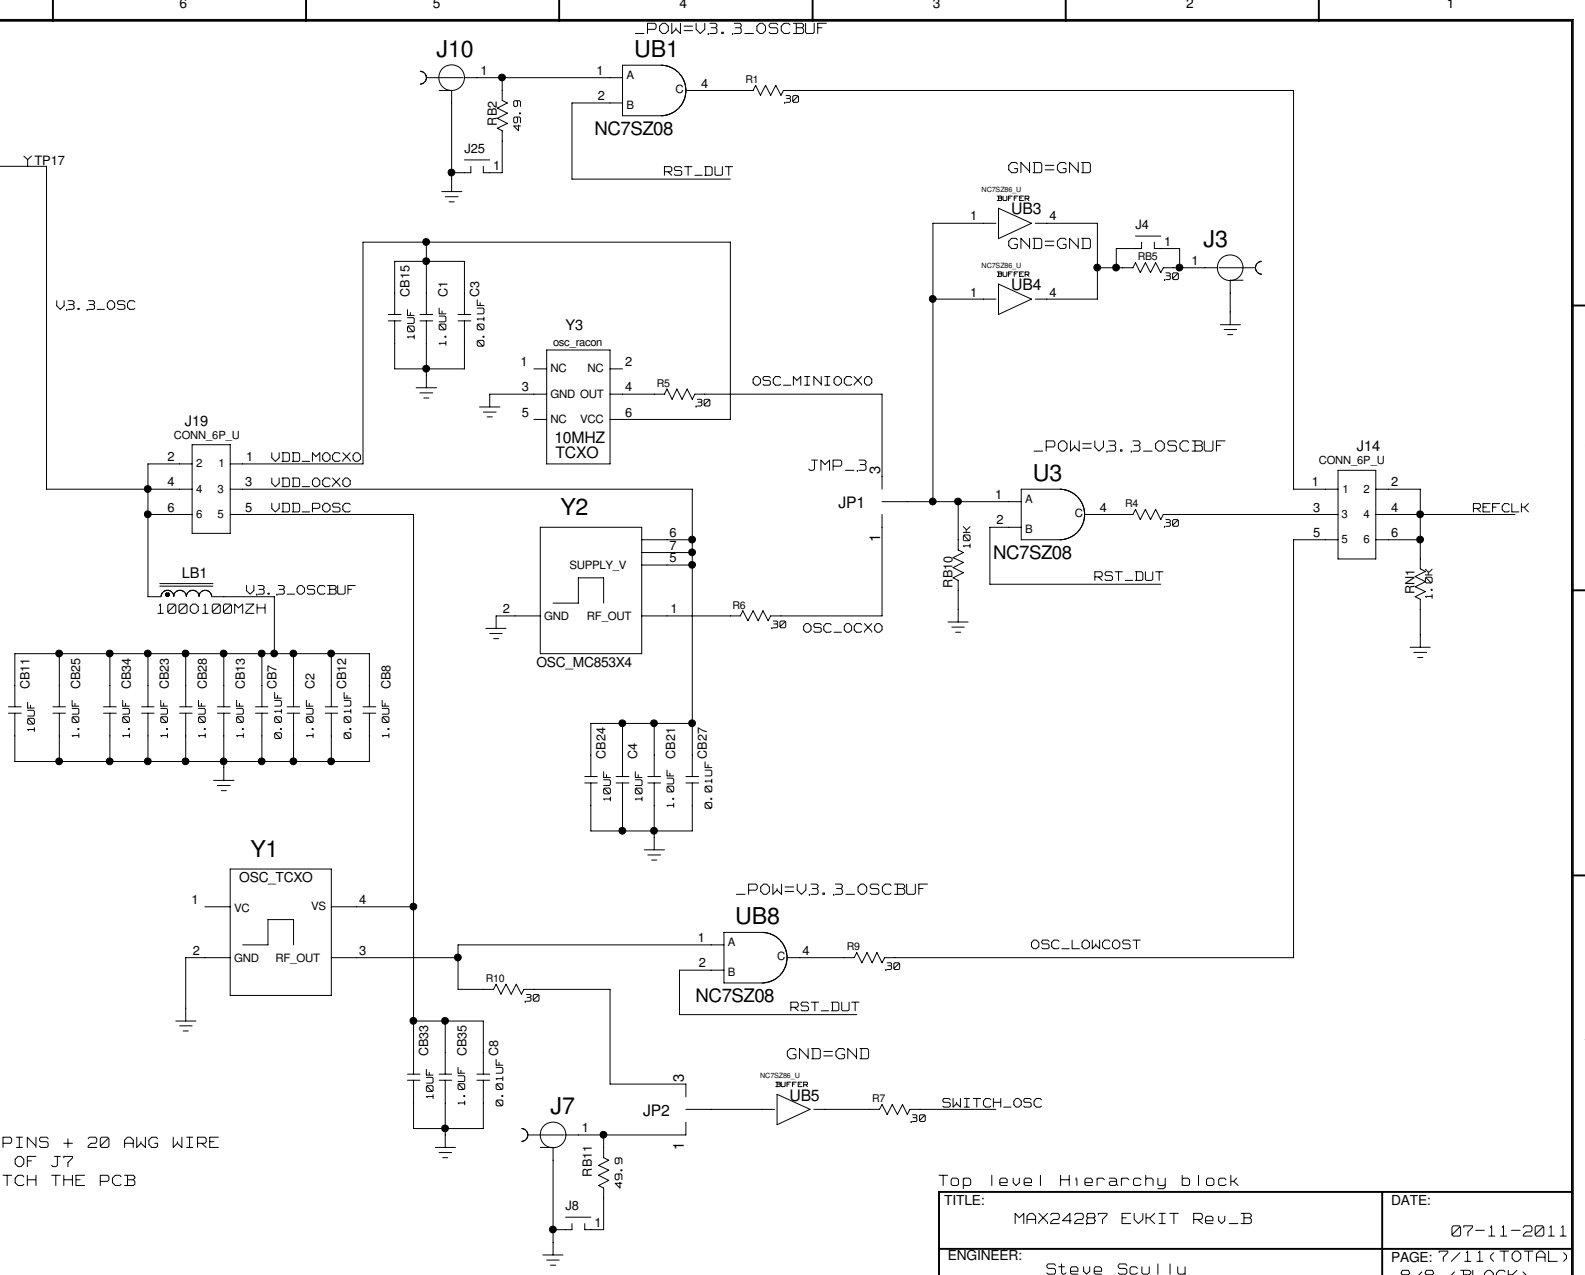 6 5 4 3 2 1
_POW=V3.3_OSCBUF
J10 UB1
1 1 A C 4 R1 30
2 B
RB2 49.9
NC7SZ08
J25 1
RST_DUT
YTP17
V3.3_OSC
GND=GND
NC7SZ86_U
BUFFER
UB3
1 4
GND=GND
NC7SZ86_U
BUFFER
UB4
1 4
J4 1
RB5 30
1 J3
CB15 10UF
C1 1.0UF
C3 0.01UF
Y3
osc_racon
1 NC NC 2
3 GND OUT 4 R5 30
5 NC VCC 6
10MHZ
TCXO
OSC_MINIOCXO
J19
CONN_6P_U
2 2 1 1 VDD_MOCXO
4 4 3 3 VDD_OCXO
6 6 5 5 VDD_POSC
JMP_3 3
JP1
1
Y2
6
7
SUPPLY_V 5
2 GND RF_OUT 1 R6 30
OSC_MC853X4
OSC_OCXO
_POW=V3.3_OSCBUF
U3
1 A C 4 R4 30
2 B
NC7SZ08
RST_DUT
RB10 10K
J14
CONN_6P_U
1 1 2 2
3 3 4 4 REFCLK
5 5 6 6
RN1 1.0K
LB1
V3.3_OSCBUF
100@100MZH
CB11 10UF
CB25 1.0UF
CB34 1.0UF
CB23 1.0UF
CB28 1.0UF
CB13 1.0UF
CB7 0.01UF
C2 1.0UF
CB12 0.01UF
CB8 1.0UF
CB24 10UF
C4 10UF
CB21 1.0UF
CB27 0.01UF
Y1
OSC_TCXO
1 VC VS 4
2 GND RF_OUT 3
R10 30
_POW=V3.3_OSCBUF
UB8
1 A C 4 R9 30
2 B
NC7SZ08
RST_DUT
OSC_LOWCOST
CB33 10UF
CB35 1.0UF
C8 0.01UF
GND=GND
NC7SZ86_U
BUFFER
UB5
3
JP2
1
R7 30 SWITCH_OSC
J7
1
RB11 49.9
J8 1
PINS + 20 AWG WIRE
OF J7
TCH THE PCB
Top level Hierarchy block
TITLE:
MAX24287 EVKIT Rev_B
DATE:
07-11-2011
ENGINEER:
Steve Scully
PAGE: 7/11(TOTAL)
8/8 (BLOCK)